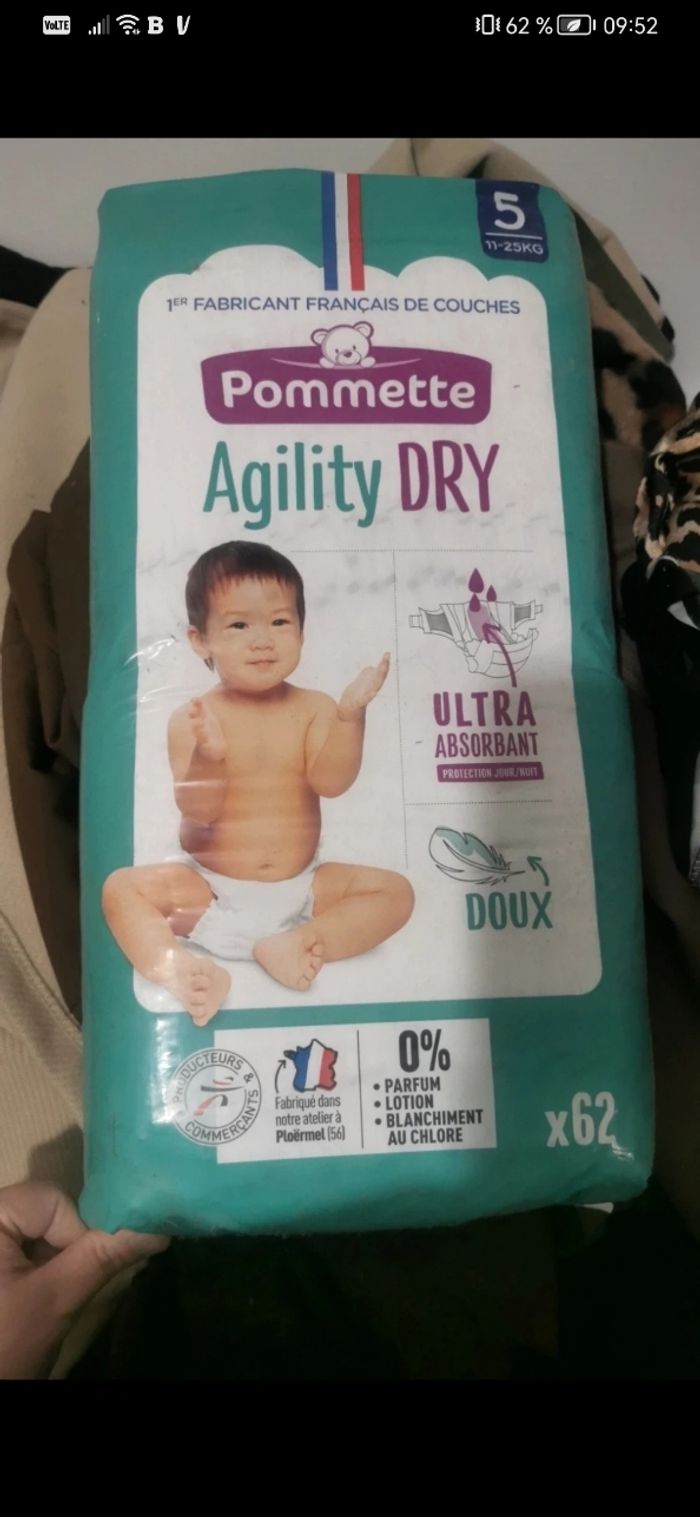 VoLTE
62 %
09:52
5
11-25KG
1ER FABRICANT FRANÇAIS DE COUCHES
Pommette
Agility DRY
ULTRA
ABSORBANT
PROTECTION JOUR/NUIT
DOUX
PRODUCTEURS &
COMMERÇANTS
Fabriqué dans
notre atelier à
Ploërmel (56)
0%
• PARFUM
• LOTION
• BLANCHIMENT
AU CHLORE
x62